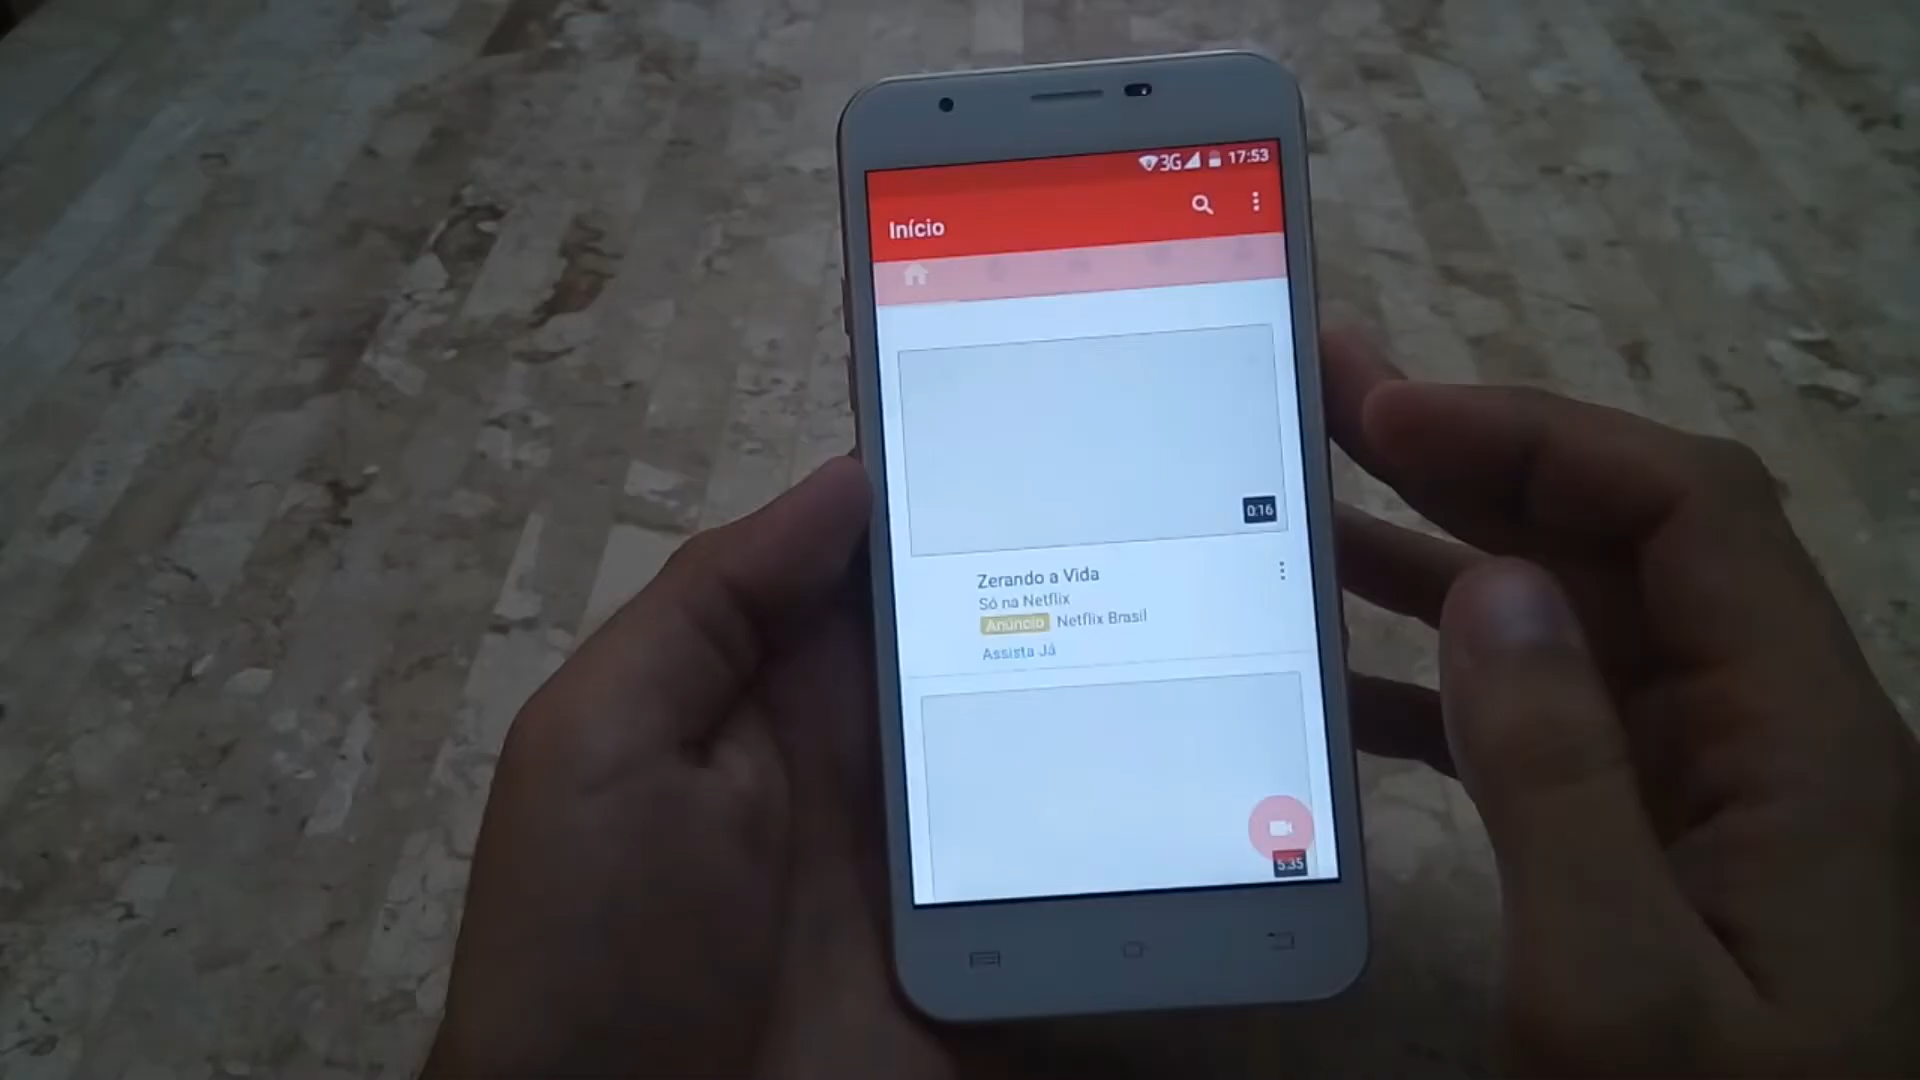 3G 17:53
Início
0:16
Zerando a Vida
Só na Netflix
Anúncio Netflix Brasil
Assista Já
5:35